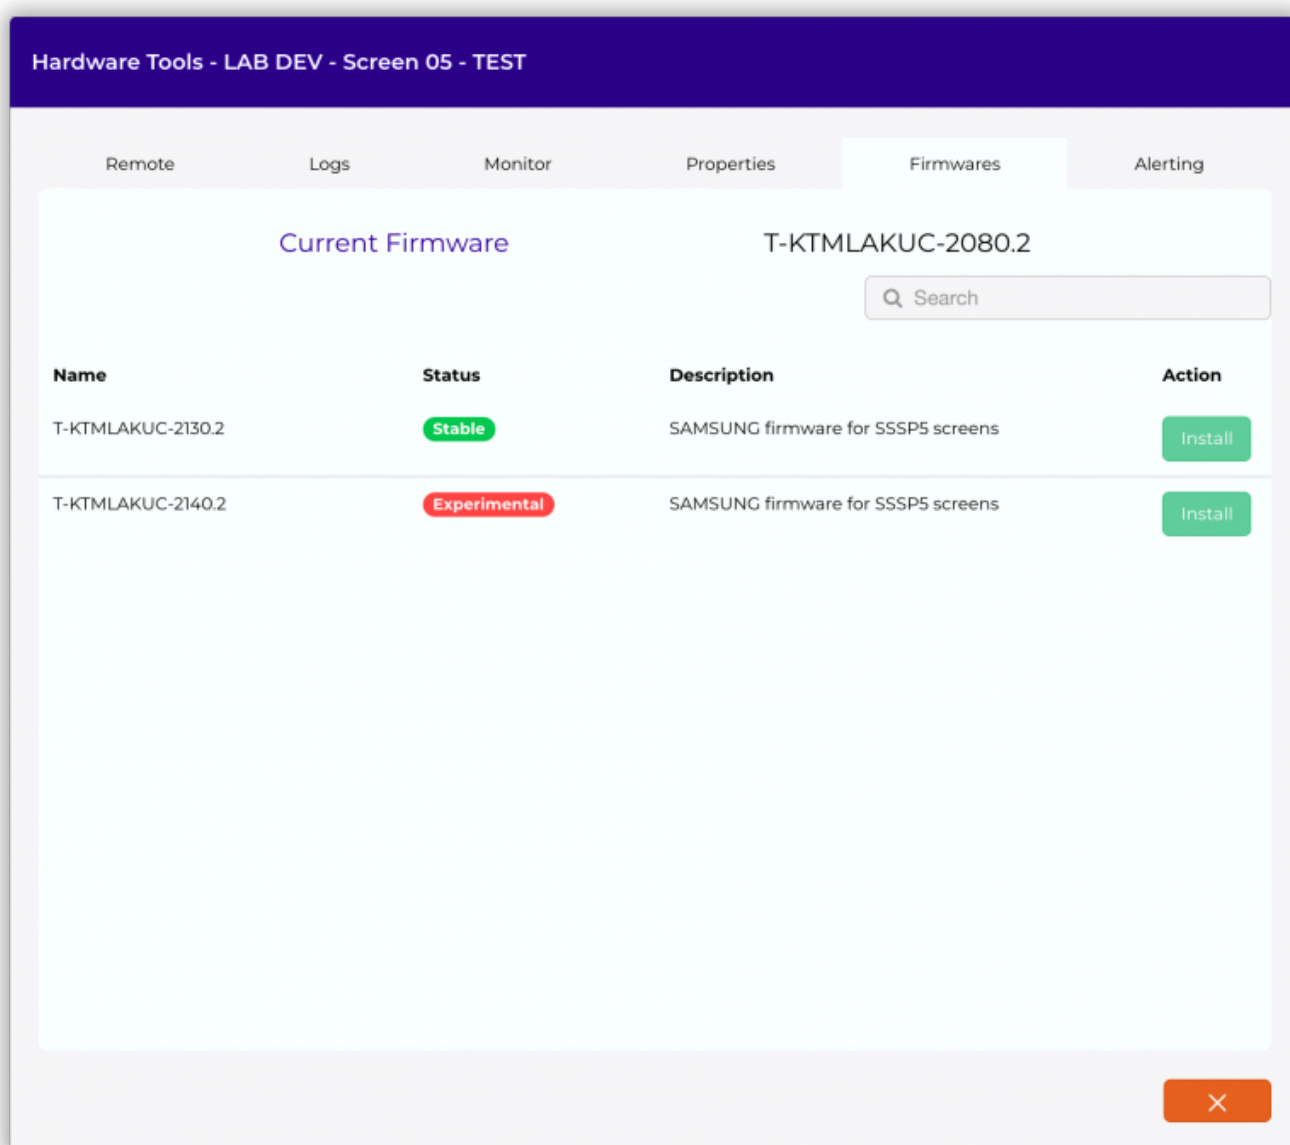 Hardware Tools - LAB DEV - Screen 05 - TEST
Remote Logs Monitor Properties Firmwares Alerting
Current Firmware T-KTMLAKUC-2080.2
Search
Name Status Description Action
T-KTMLAKUC-2130.2 Stable SAMSUNG firmware for SSSP5 screens Install
T-KTMLAKUC-2140.2 Experimental SAMSUNG firmware for SSSP5 screens Install